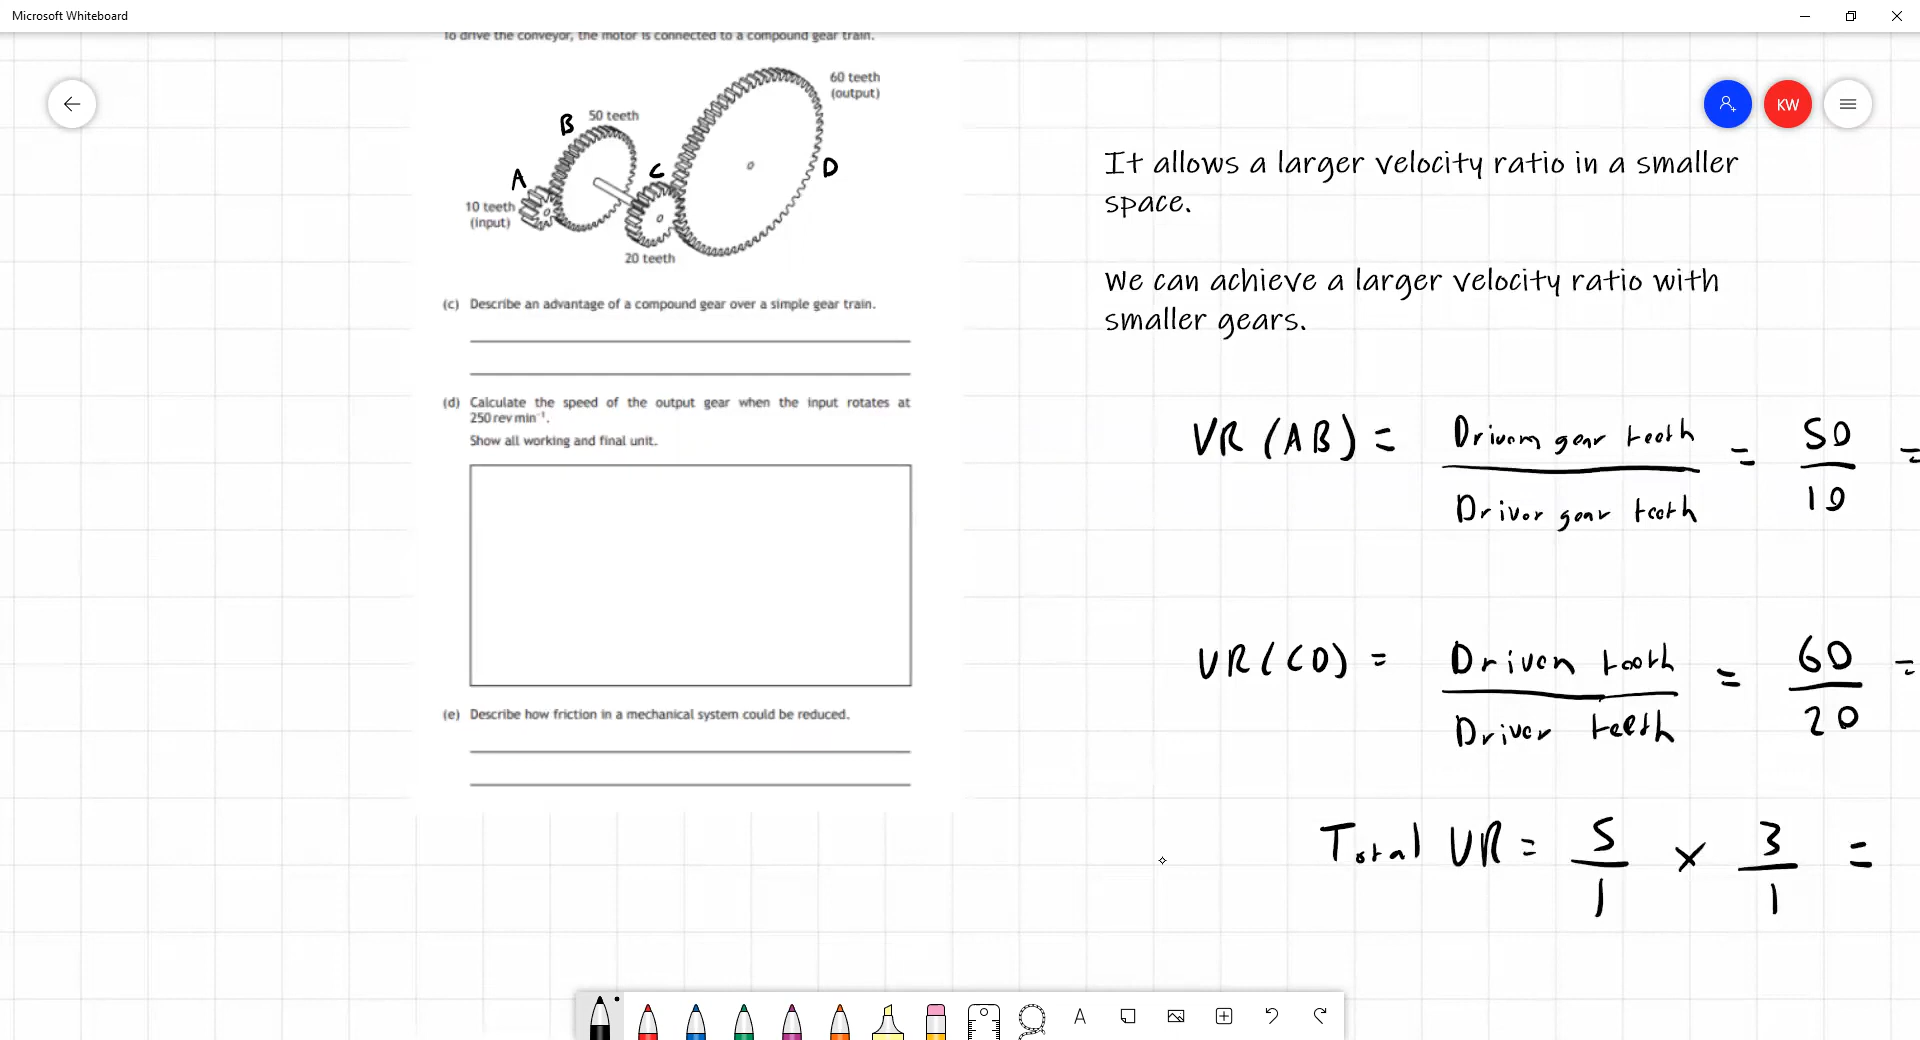 Microsoft Whiteboard
To drive the conveyor, the motor is connected to a compound gear train.
60 teeth
(output)
50 teeth
B
A
C
D
10 teeth
(input)
20 teeth
(c) Describe an advantage of a compound gear over a simple gear train.
(d) Calculate the speed of the output gear when the input rotates at
250 rev min⁻¹.
Show all working and final unit.
(e) Describe how friction in a mechanical system could be reduced.
KW
It allows a larger velocity ratio in a smaller
space.
We can achieve a larger velocity ratio with
smaller gears.
VR (AB) = Driven gear teeth / Driver gear teeth = 50 / 10 =
VR (CD) = Driven teeth / Driver teeth = 60 / 20 =
Total VR = 5 / 1 × 3 / 1 =
A